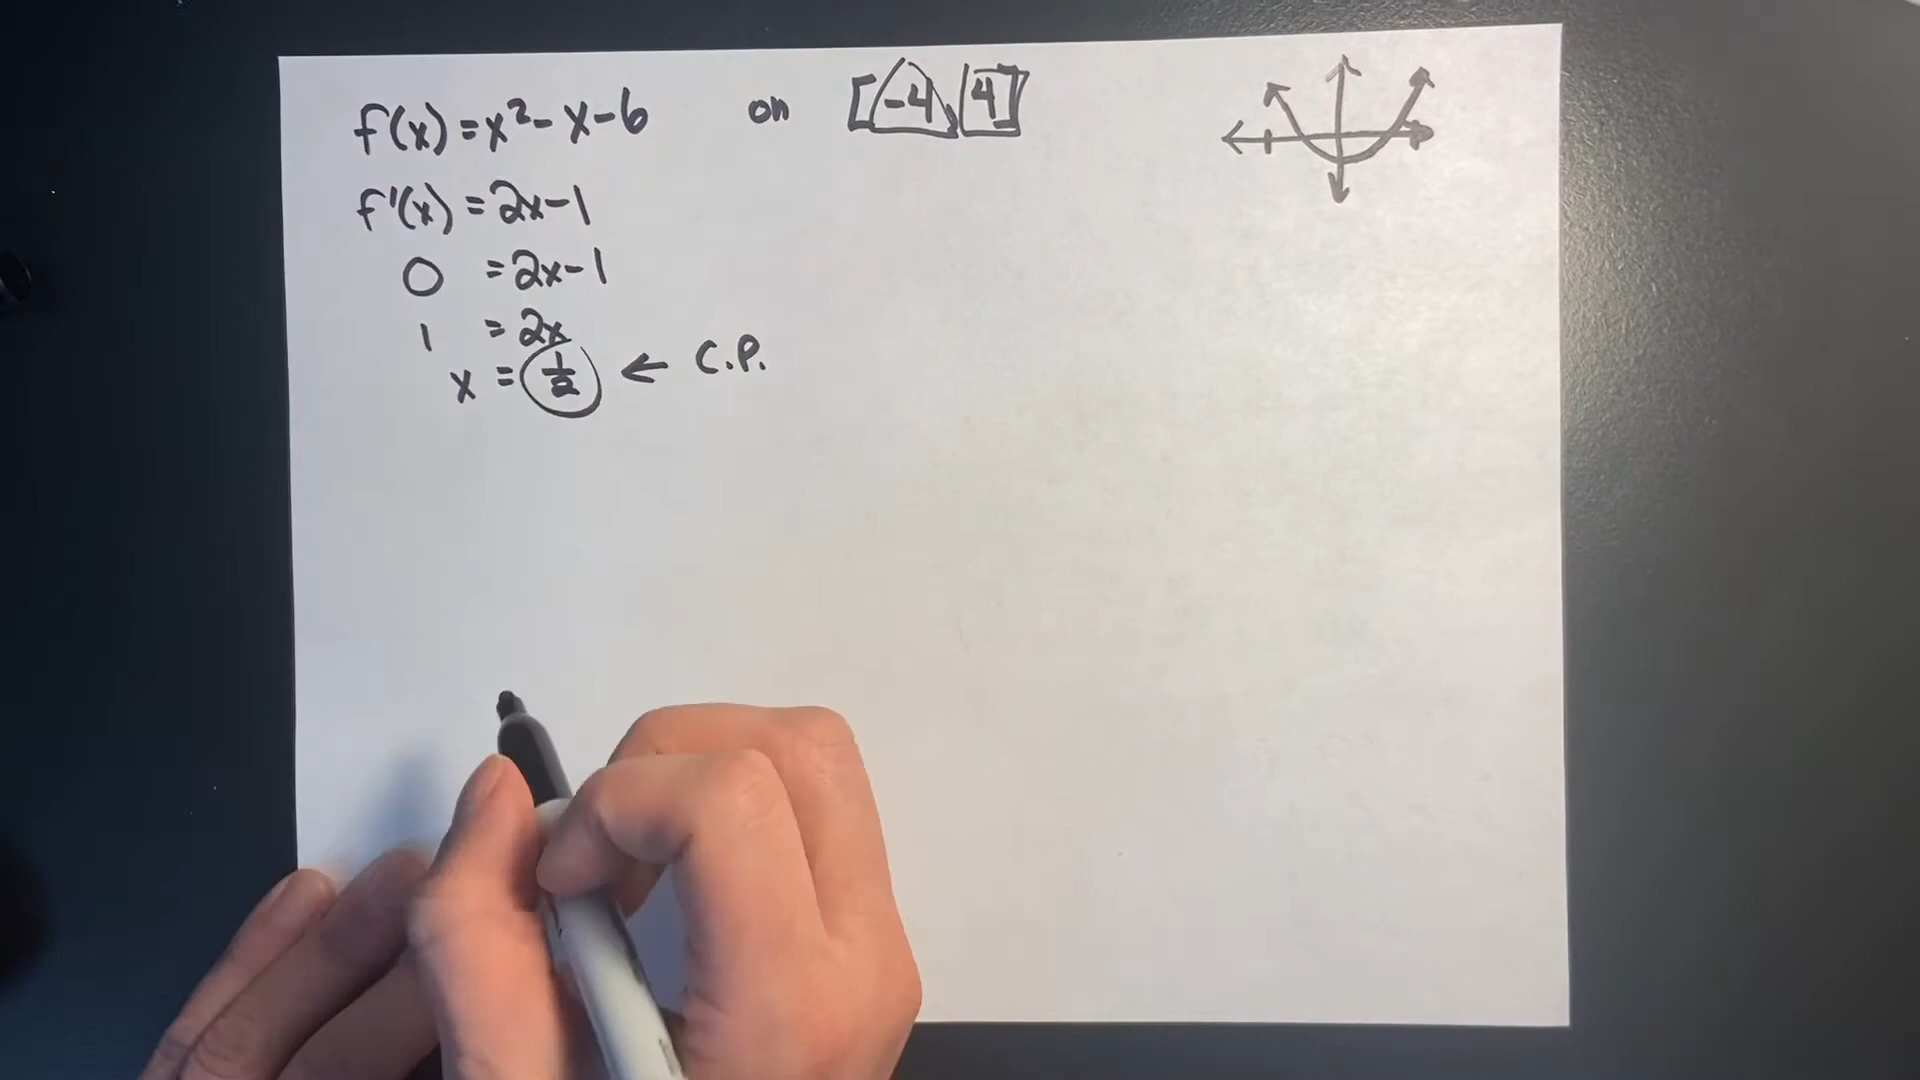 f(x) = x² - x - 6 on [-4, 4]
f'(x) = 2x - 1
0 = 2x - 1
1 = 2x
x = 1/2 ← C.P.